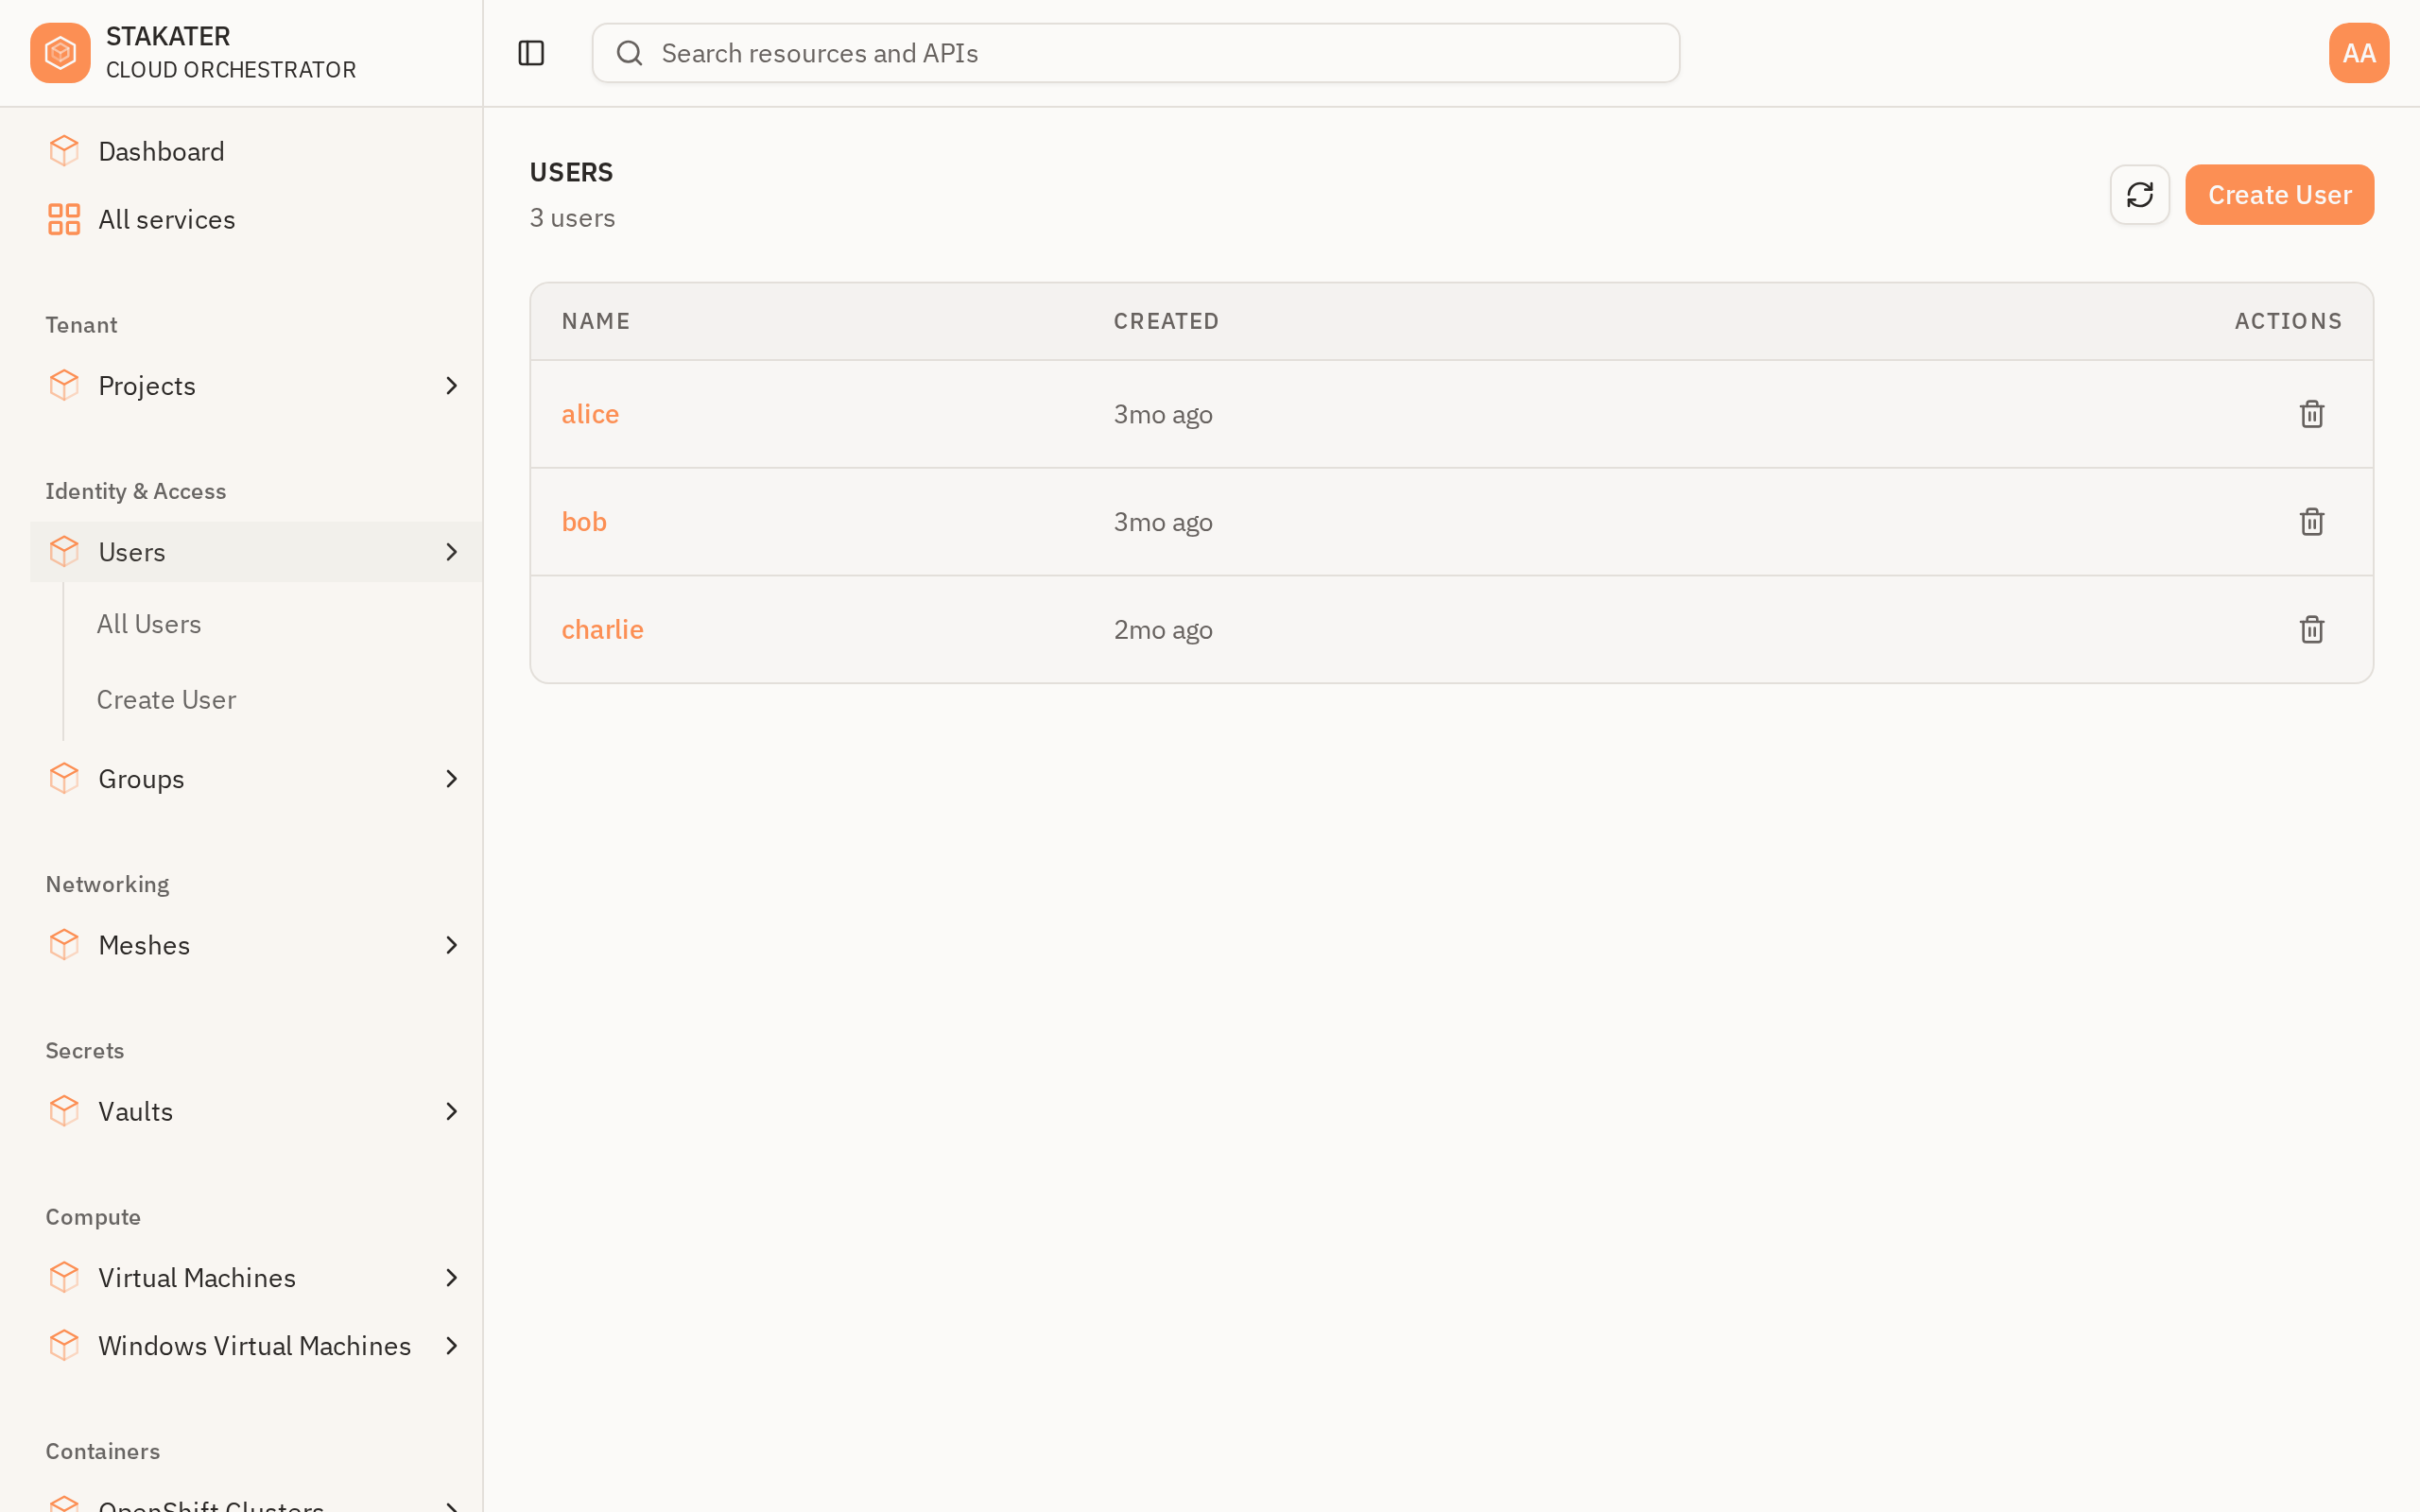 STAKATER
CLOUD ORCHESTRATOR
Search resources and APIs
AA
Dashboard
All services
Tenant
Projects
Identity & Access
Users
All Users
Create User
Groups
Networking
Meshes
Secrets
Vaults
Compute
Virtual Machines
Windows Virtual Machines
Containers
OpenShift Clusters
USERS
3 users
Create User
NAME CREATED ACTIONS
alice 3mo ago
bob 3mo ago
charlie 2mo ago